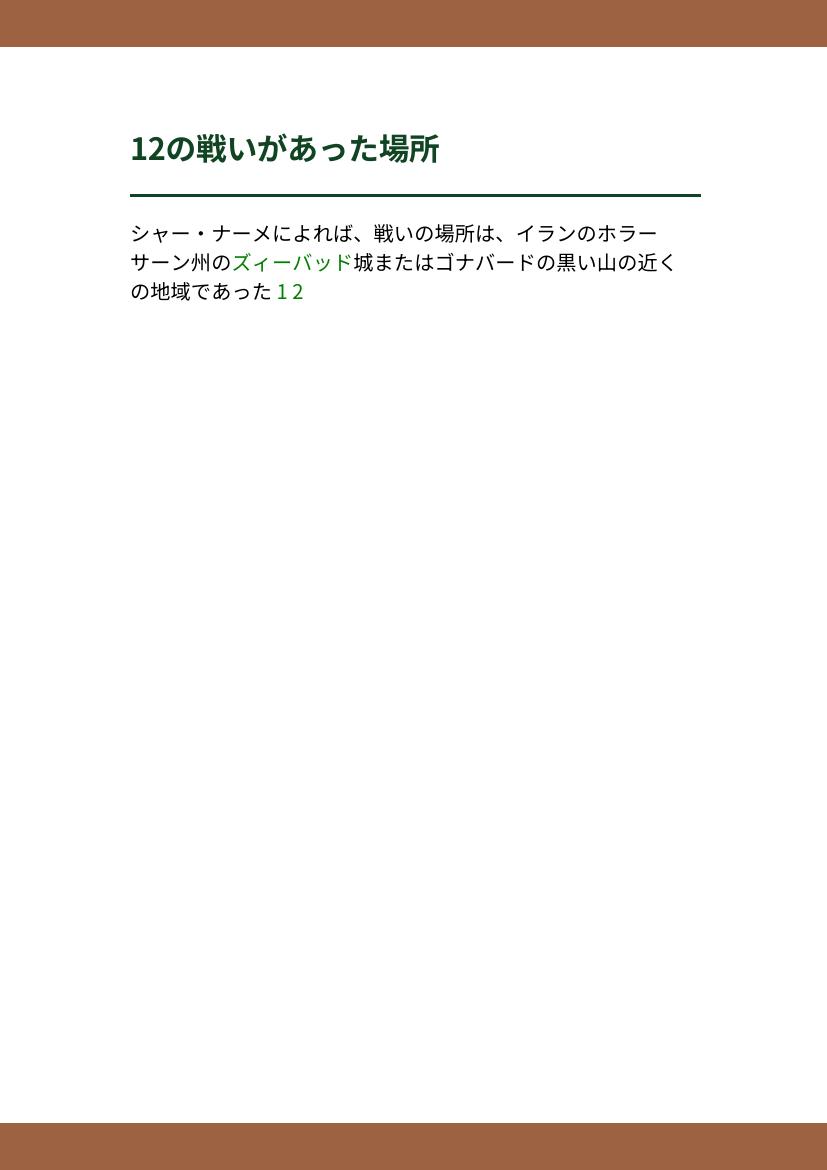 12の戦いがあった場所
シャー・ナーメによれば、戦いの場所は、イランのホラー
サーン州のズィーバッド城またはゴナバードの黒い山の近く
の地域であった 1 2